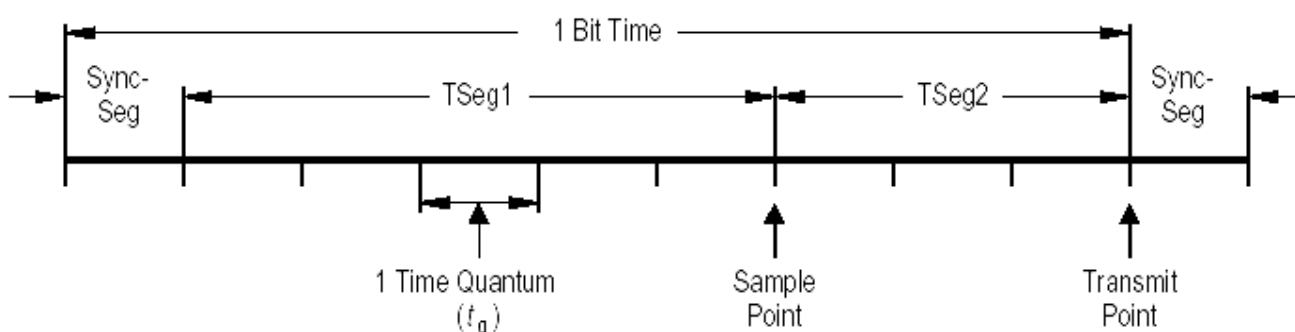 1 Bit Time
Sync-
Seg
TSeg1
TSeg2
Sync-
Seg
1 Time Quantum
(tq)
Sample
Point
Transmit
Point